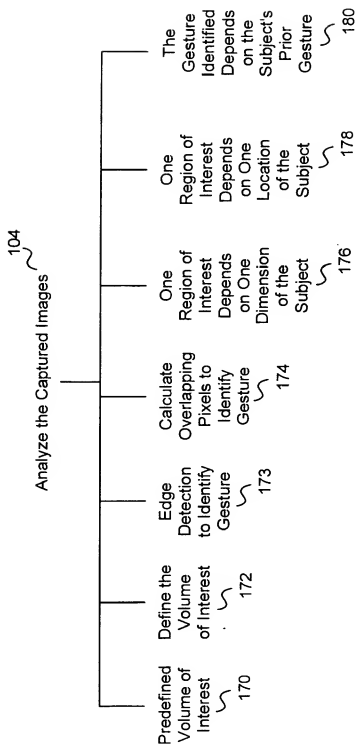 Analyze the Captured Images
104
Predefined
Volume of
Interest
170
Define the
Volume
of Interest
172
Edge
Detection
to Identify
Gesture
173
Calculate
Overlapping
Pixels to
Identify
Gesture
174
One
Region of
Interest
Depends
on One
Dimension
of the
Subject
176
One
Region of
Interest
Depends
on One
Location
of the
Subject
178
The
Gesture
Identified
Depends
on the
Subject's
Prior
Gesture
180